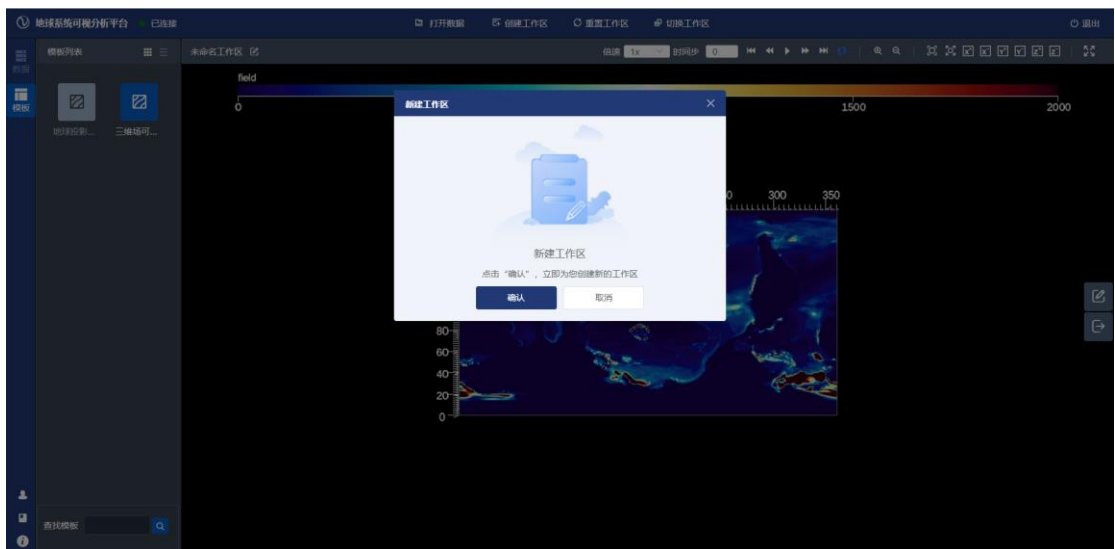 地球系统可视分析平台 已连接 打开数据 创建工作区 重置工作区 切换工作区 退出
数据
模板
模板列表
未命名工作区 倍速 1x 时间步 0
地球投影... 三维场可...
field
0 1500 2000
新建工作区
新建工作区
点击“确认”，立即为您创建新的工作区
确认 取消
300 350
80
60
40
20
0
查找模板